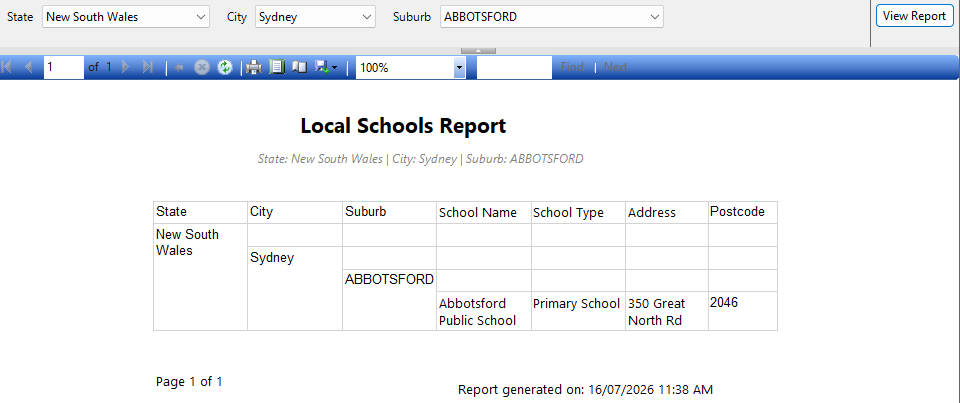 State New South Wales City Sydney Suburb ABBOTSFORD View Report
1 of 1 100% Find | Next
Local Schools Report
State: New South Wales | City: Sydney | Suburb: ABBOTSFORD
State City Suburb School Name School Type Address Postcode
New South
Wales
Sydney
ABBOTSFORD
Abbotsford Primary School 350 Great 2046
Public School North Rd
Page 1 of 1
Report generated on: 16/07/2026 11:38 AM